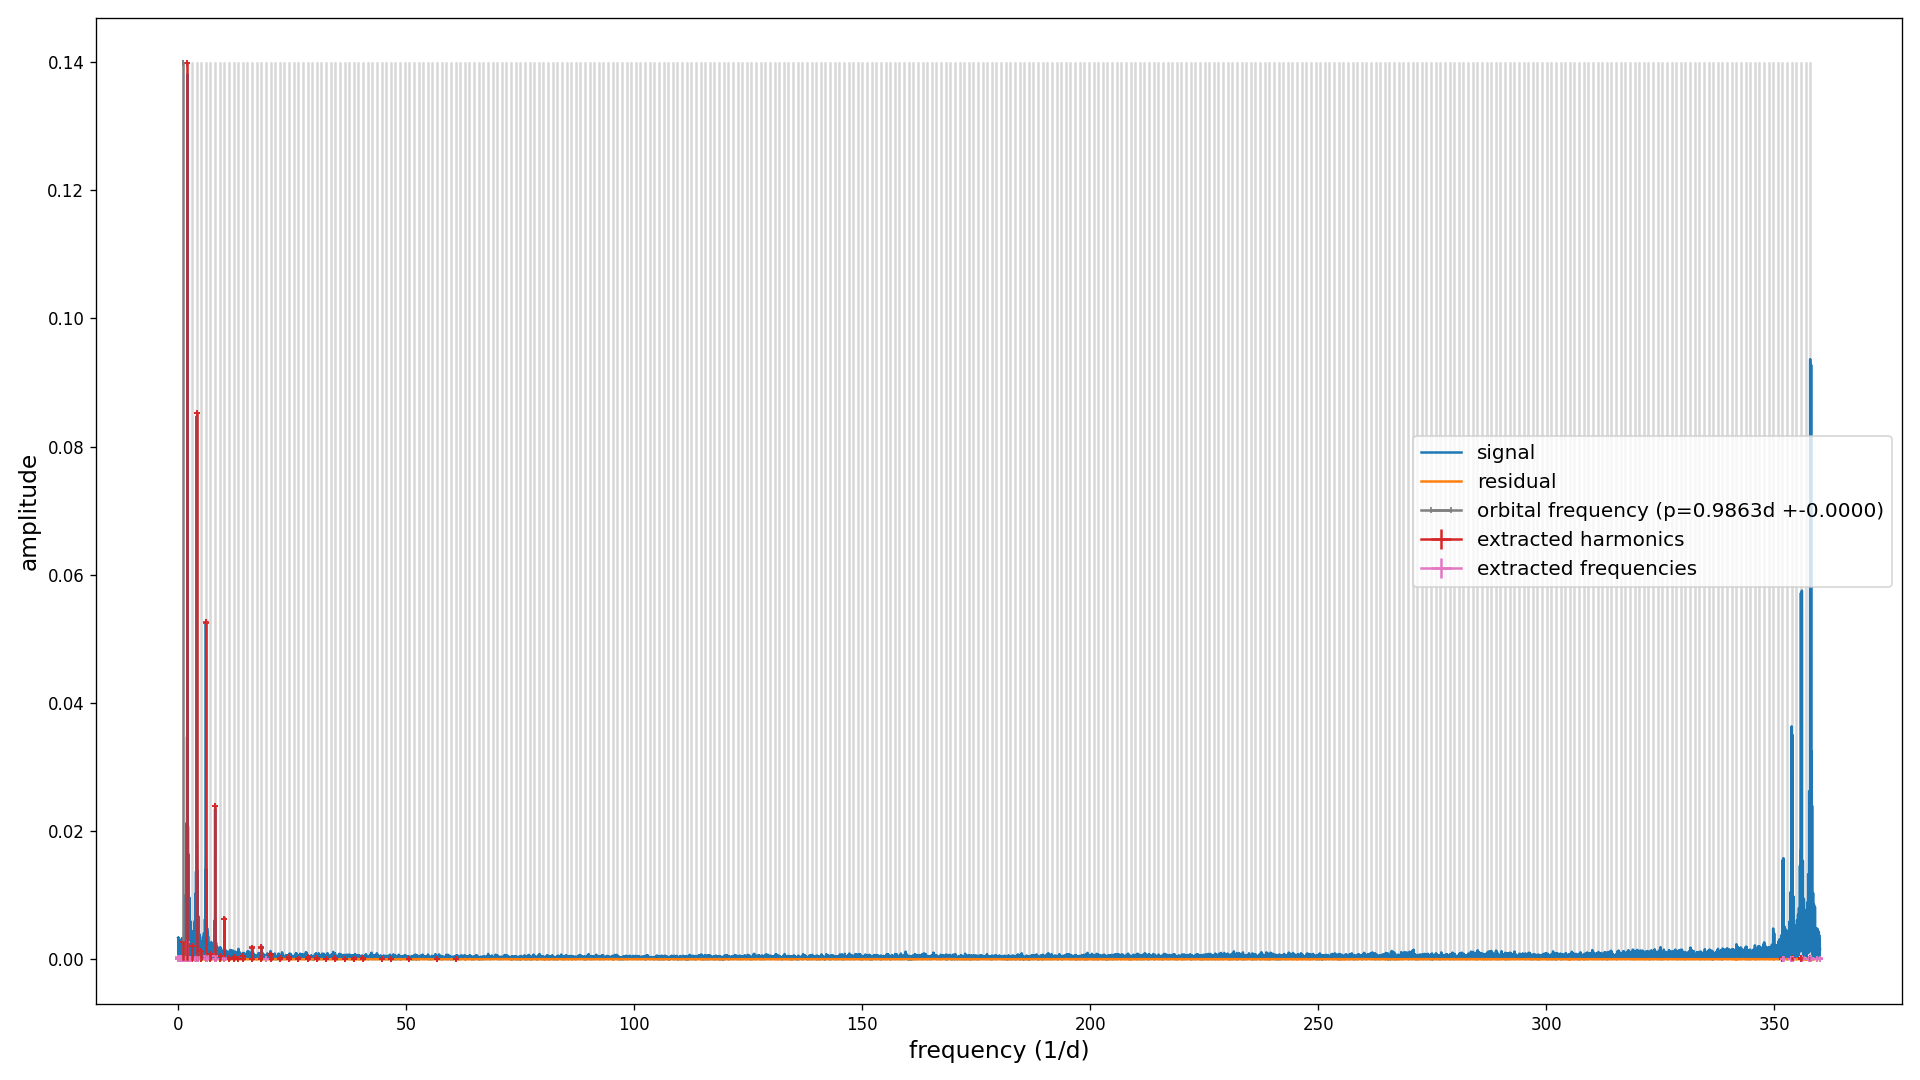 0.14
0.12
0.10
0.08
0.06
0.04
0.02
0.00
amplitude
signal
residual
orbital frequency (p=0.9863d +-0.0000)
extracted harmonics
extracted frequencies
0 50 100 150 200 250 300 350
frequency (1/d)